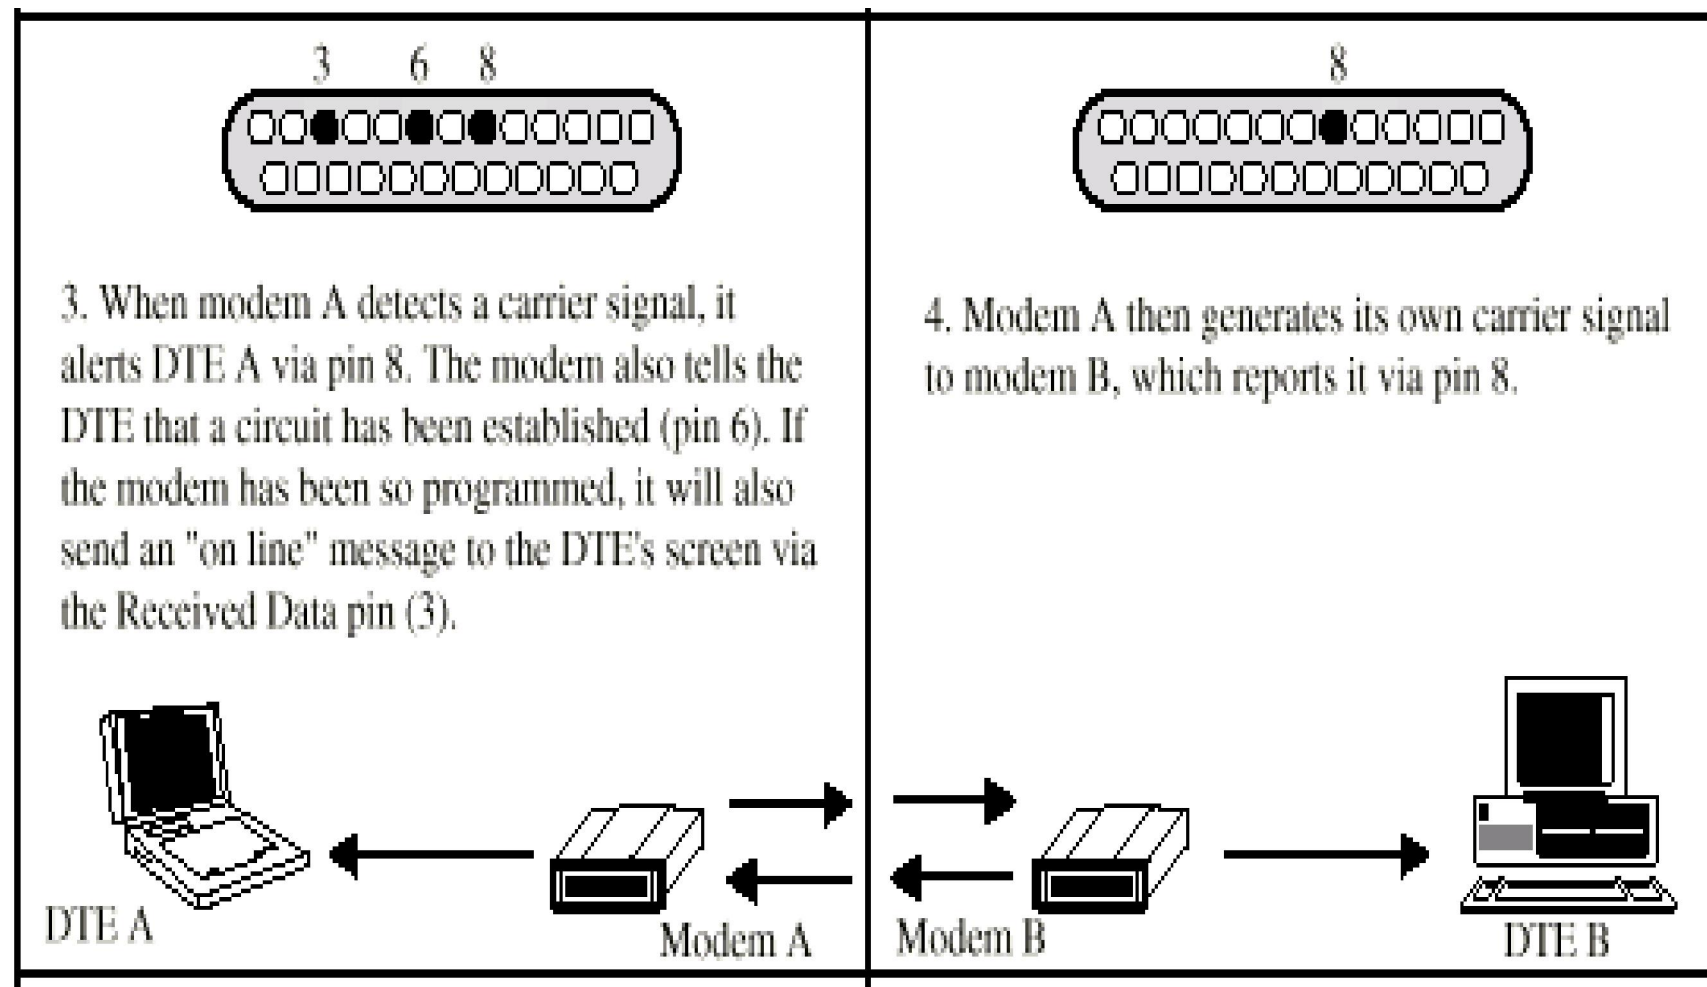 3 6 8
3. When modem A detects a carrier signal, it
alerts DTE A via pin 8. The modem also tells the
DTE that a circuit has been established (pin 6). If
the modem has been so programmed, it will also
send an "on line" message to the DTE's screen via
the Received Data pin (3).
DTE A
Modem A
8
4. Modem A then generates its own carrier signal
to modem B, which reports it via pin 8.
Modem B
DTE B